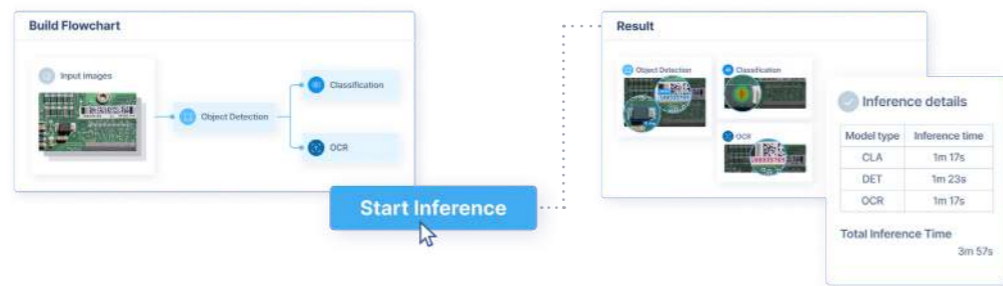 Build Flowchart
Input images
Object Detection
Classification
OCR
Start Inference
Result
Object Detection
Classification
OCR
Inference details
Model type Inference time
CLA 1m 17s
DET 1m 23s
OCR 1m 17s
Total Inference Time
3m 57s